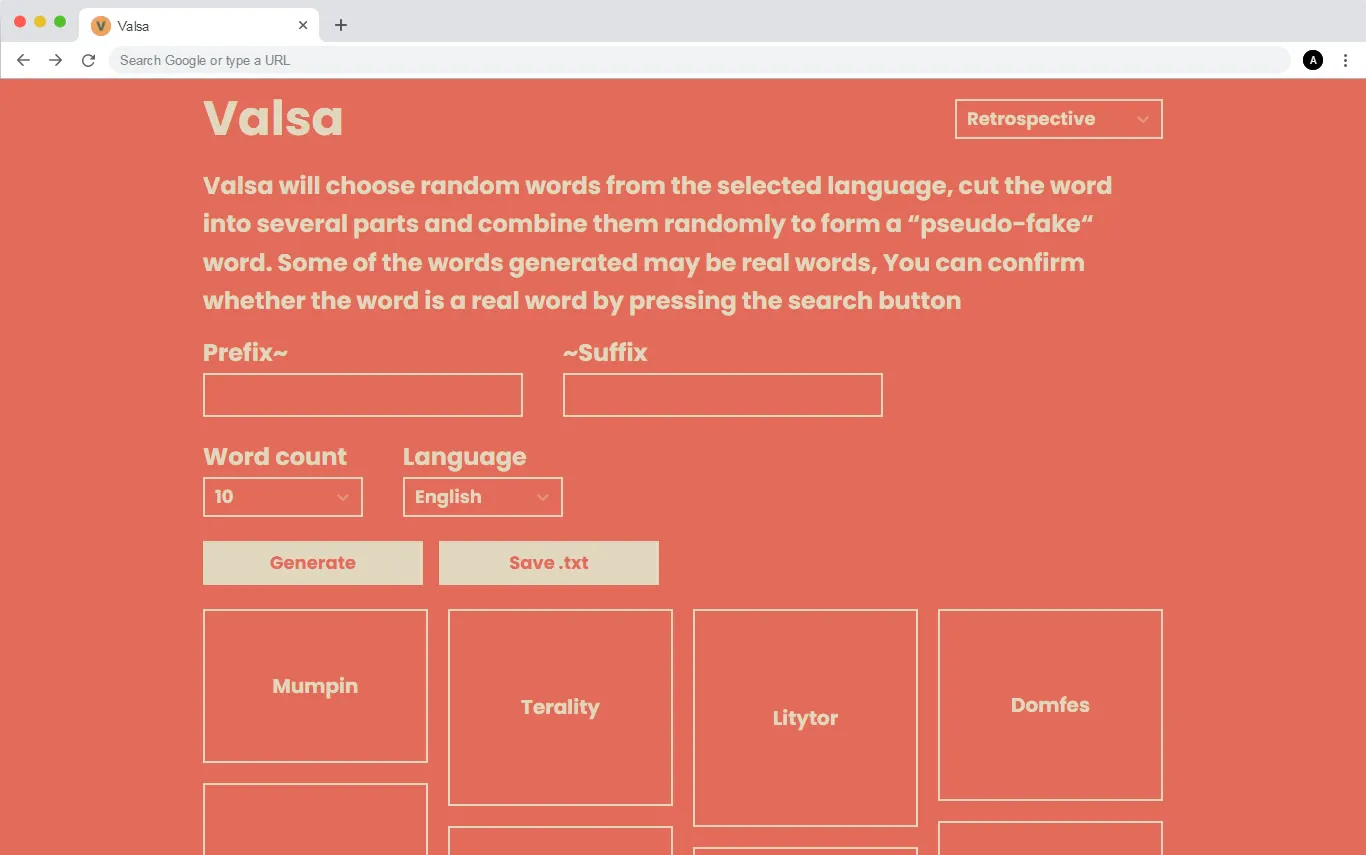 V Valsa
Search Google or type a URL
A
Valsa
Retrospective
Valsa will choose random words from the selected language, cut the word
into several parts and combine them randomly to form a “pseudo-fake“
word. Some of the words generated may be real words, You can confirm
whether the word is a real word by pressing the search button
Prefix~
~Suffix
Word count
Language
10
English
Generate
Save .txt
Mumpin
Terality
Litytor
Domfes